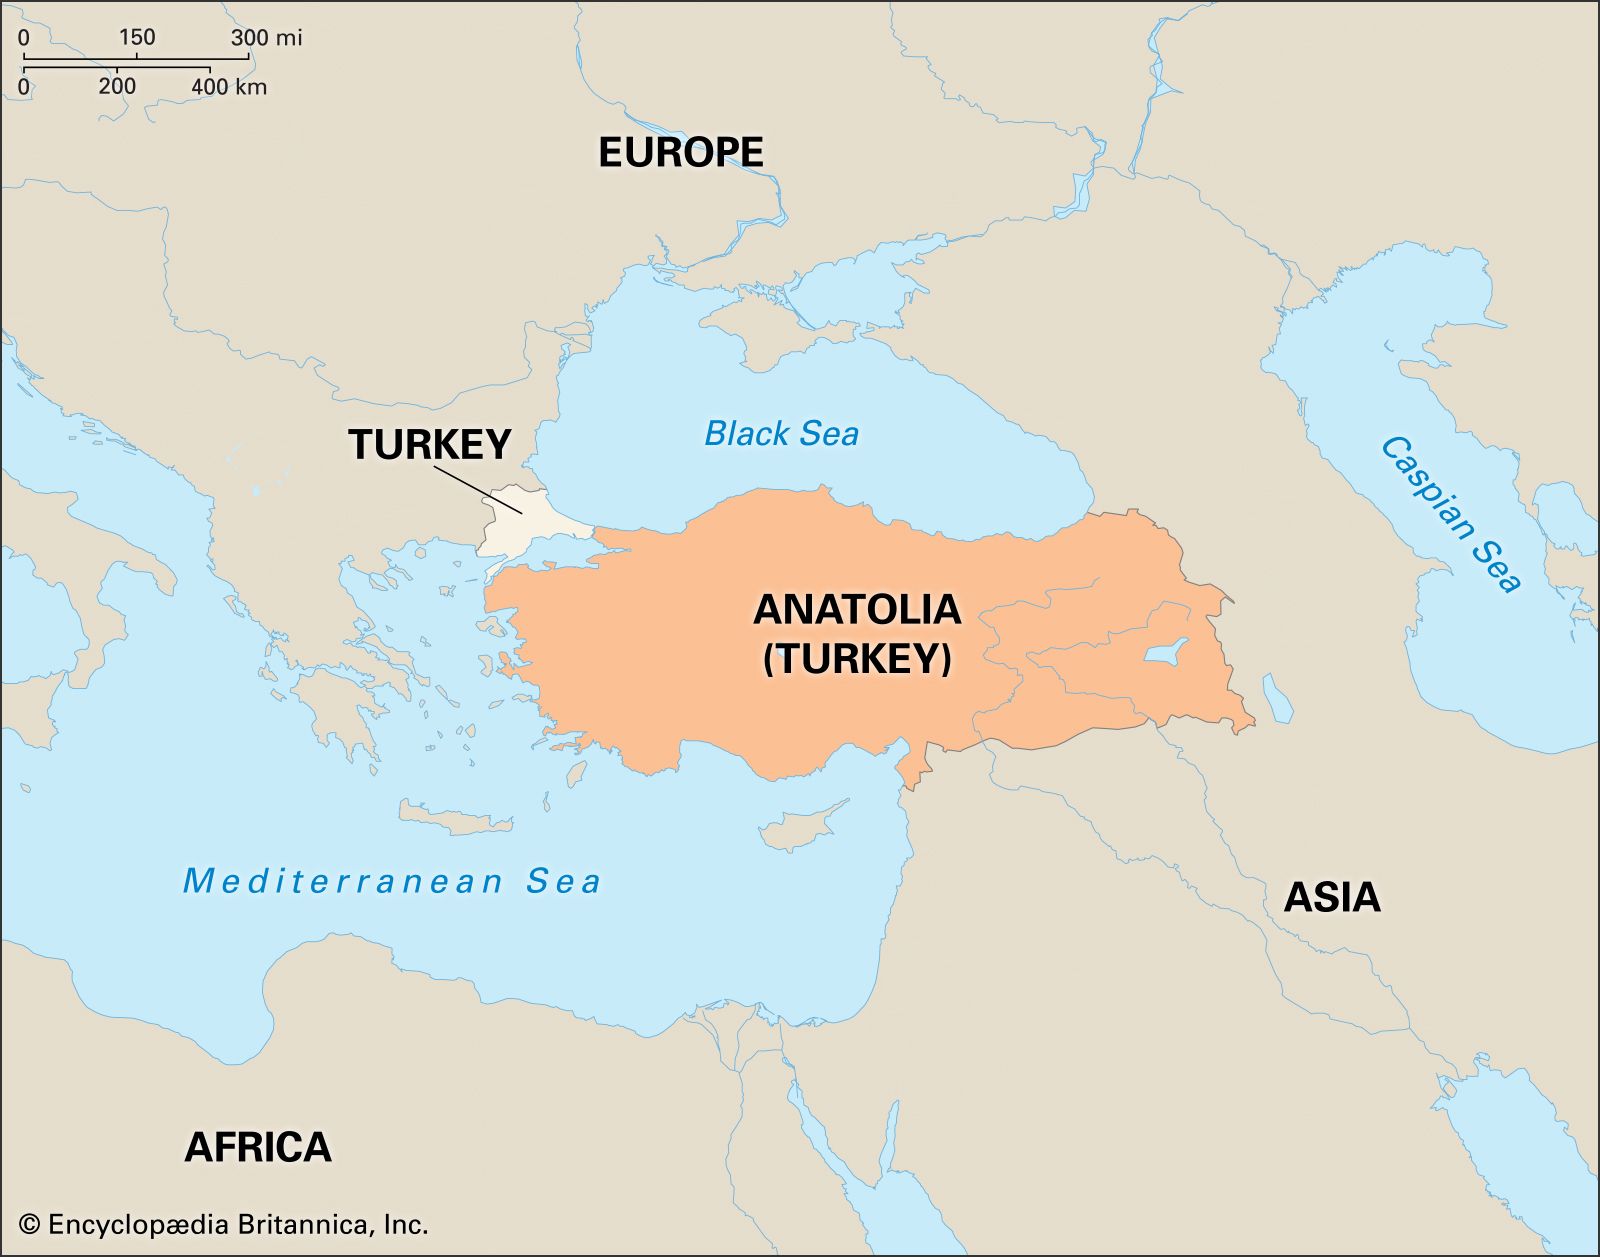 0 150 300 mi
0 200 400 km
EUROPE
TURKEY
Black Sea
Caspian Sea
ANATOLIA
(TURKEY)
Mediterranean Sea
ASIA
AFRICA
© Encyclopædia Britannica, Inc.